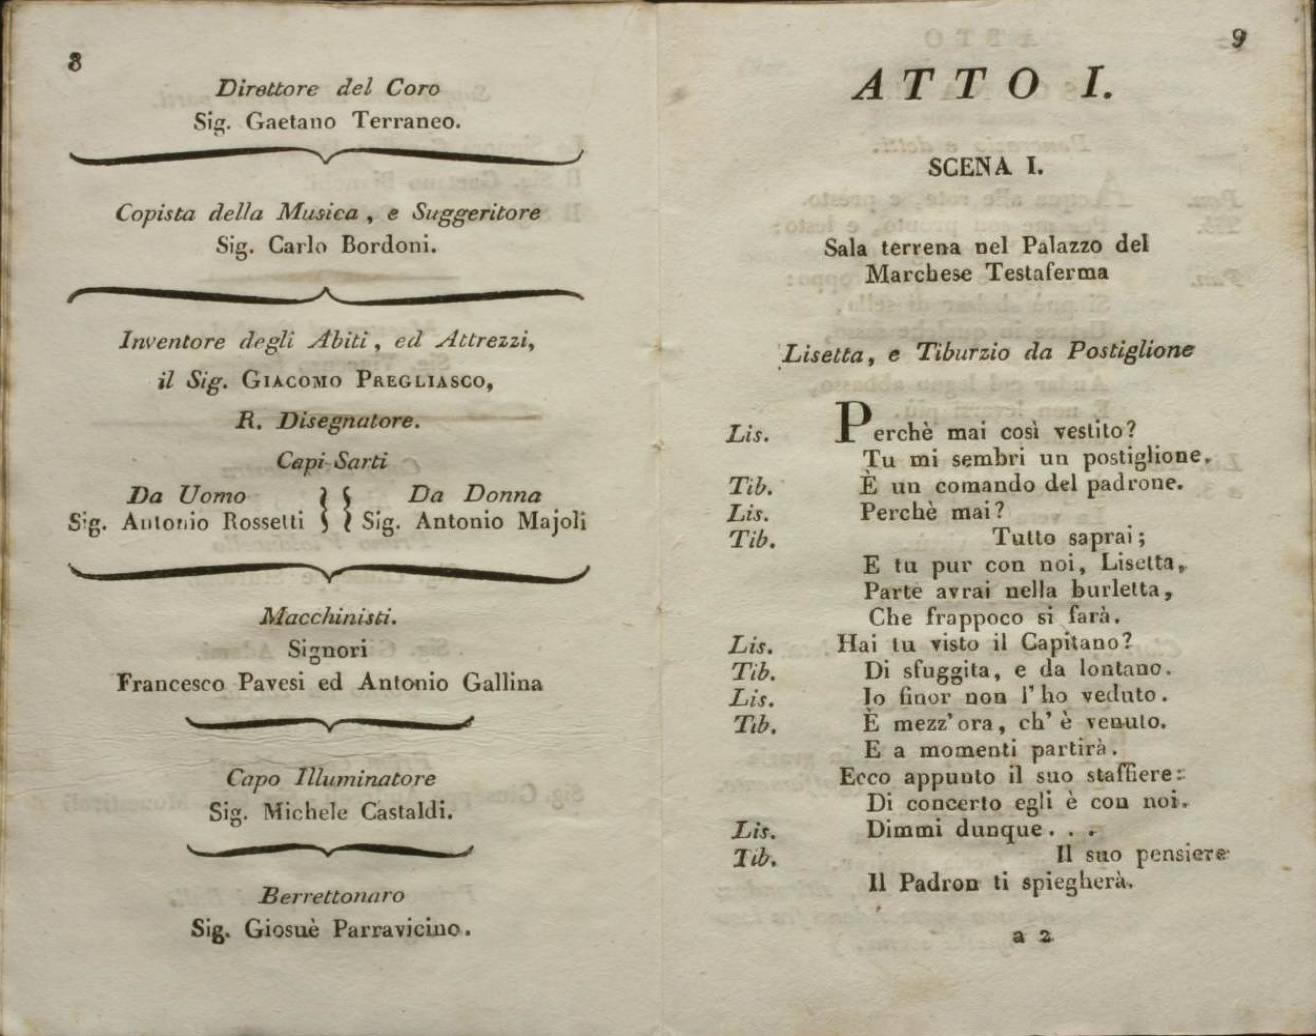 8
Direttore del Coro
Sig. Gaetano Terraneo.
Copista della Musica, e Suggeritore
Sig. Carlo Bordoni.
Inventore degli Abiti, ed Attrezzi,
il Sig. GIACOMO PREGLIASCO,
R. Disegnatore.
Capi Sarti
Da Uomo Da Donna
Sig. Antonio Rossetti Sig. Antonio Majoli
Macchinisti.
Signori
Francesco Pavesi ed Antonio Gallina
Capo Illuminatore
Sig. Michele Castaldi.
Berrettonaro
Sig. Giosuè Parravicino.
9
ATTO I.
SCENA I.
Sala terrena nel Palazzo del
Marchese Testaferma
Lisetta, e Tiburzio da Postiglione
Lis. Perchè mai così vestito?
Tu mi sembri un postiglione.
Tib. È un comando del padrone.
Lis. Perchè mai?
Tib. Tutto saprai;
E tu pur con noi, Lisetta,
Parte avrai nella burletta,
Che frappoco si farà.
Lis. Hai tu visto il Capitano?
Tib. Di sfuggita, e da lontano.
Lis. Io finor non l'ho veduto.
Tib. È mezz'ora, ch'è venuto.
E a momenti partirà.
Ecco appunto il suo staffiere:
Di concerto egli è con noi.
Lis. Dimmi dunque...
Tib. Il suo pensiere
Il Padron ti spiegherà.
a 2